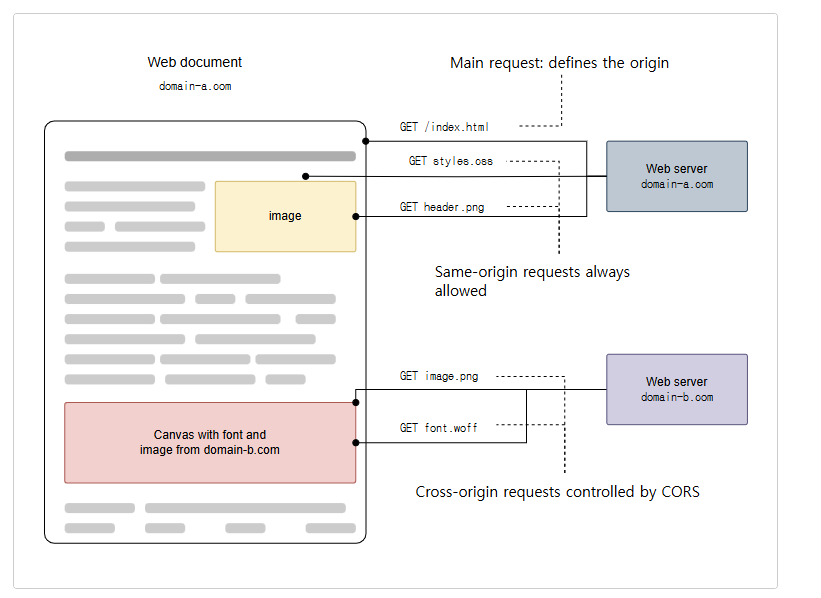 Web document
domain-a.com
Main request: defines the origin
GET /index.html
GET styles.css
GET header.png
image
Web server
domain-a.com
Same-origin requests always
allowed
GET image.png
GET font.woff
Web server
domain-b.com
Canvas with font and
image from domain-b.com
Cross-origin requests controlled by CORS